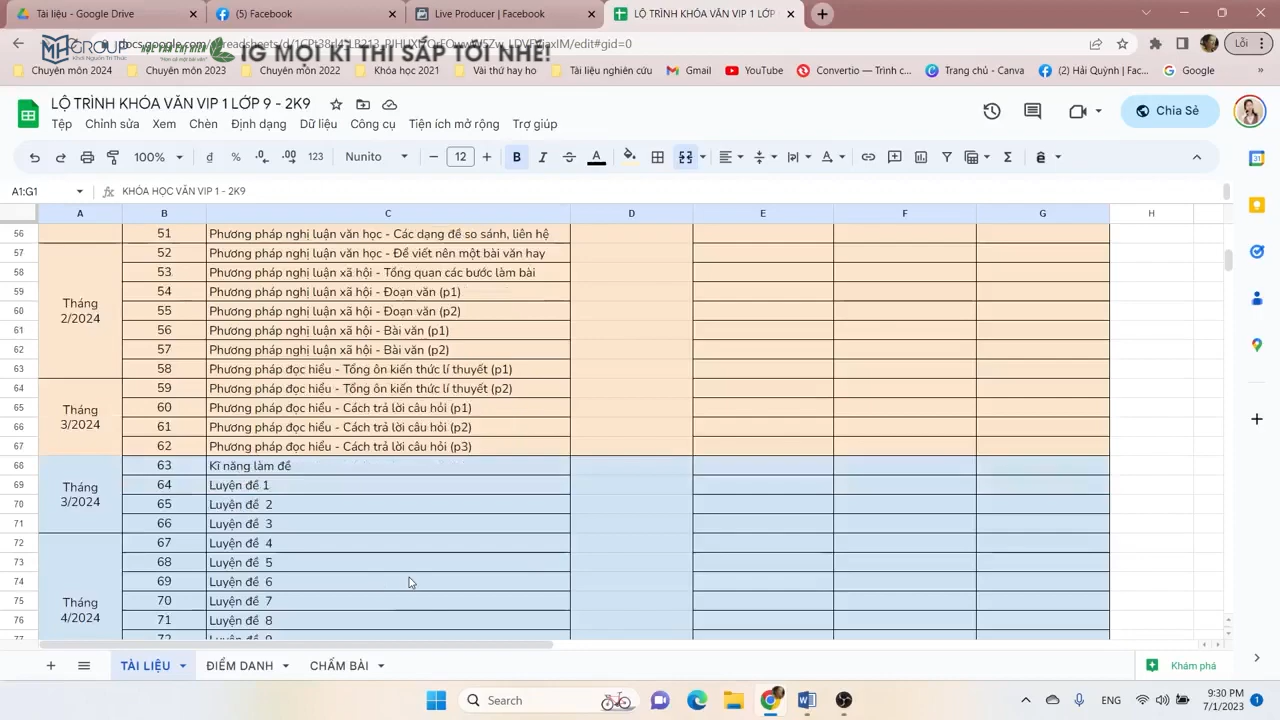 Tài liệu - Google Drive
(5) Facebook
Live Producer | Facebook
LỘ TRÌNH KHÓA VĂN VIP 1 LỚP
MH GROUP
Khơi Nguồn Tri Thức
HỌC VĂN CHỊ HIÊN
IG MỌI KÌ THI SẮP TỚI NHÉ!
/edit#gid=0
Lỗi
Chuyên môn 2024
Chuyên môn 2023
Chuyên môn 2022
Khóa học 2021
Vài thứ hay ho
Tài liệu nghiên cứu
Gmail
YouTube
Convertio — Trình c...
Trang chủ - Canva
(2) Hải Quỳnh | Fac...
Google
LỘ TRÌNH KHÓA VĂN VIP 1 LỚP 9 - 2K9
Tệp Chỉnh sửa Xem Chèn Định dạng Dữ liệu Công cụ Tiện ích mở rộng Trợ giúp
Chia Sẻ
100% đ % .0 .00 123 Nunito − 12 + B I
A1:G1
fx KHÓA HỌC VĂN VIP 1 - 2K9
A B C D E F G H
56 51 Phương pháp nghị luận văn học - Các dạng đề so sánh, liên hệ
57 52 Phương pháp nghị luận văn học - Để viết nên một bài văn hay
58 53 Phương pháp nghị luận xã hội - Tổng quan các bước làm bài
59 54 Phương pháp nghị luận xã hội - Đoạn văn (p1)
Tháng
2/2024
60 55 Phương pháp nghị luận xã hội - Đoạn văn (p2)
61 56 Phương pháp nghị luận xã hội - Bài văn (p1)
62 57 Phương pháp nghị luận xã hội - Bài văn (p2)
63 58 Phương pháp đọc hiểu - Tổng ôn kiến thức lí thuyết (p1)
64 59 Phương pháp đọc hiểu - Tổng ôn kiến thức lí thuyết (p2)
65 60 Phương pháp đọc hiểu - Cách trả lời câu hỏi (p1)
Tháng
3/2024
66 61 Phương pháp đọc hiểu - Cách trả lời câu hỏi (p2)
67 62 Phương pháp đọc hiểu - Cách trả lời câu hỏi (p3)
68 63 Kĩ năng làm đề
69 64 Luyện đề 1
Tháng
3/2024
70 65 Luyện đề 2
71 66 Luyện đề 3
72 67 Luyện đề 4
73 68 Luyện đề 5
74 69 Luyện đề 6
75 70 Luyện đề 7
Tháng
4/2024
76 71 Luyện đề 8
77 72 Luyện đề 9
TÀI LIỆU
ĐIỂM DANH
CHẤM BÀI
Khám phá
Search
ENG
9:30 PM
7/1/2023